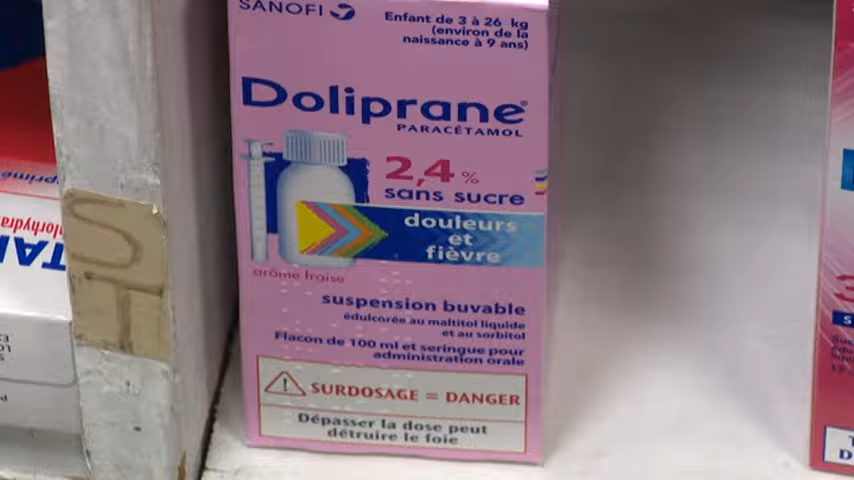 SANOFI
Enfant de 3 à 26 kg
(environ de la
naissance à 9 ans)
Doliprane®
PARACÉTAMOL
2,4 %
sans sucre
douleurs
et
fièvre
arôme fraise
suspension buvable
édulcorée au maltitol liquide
et au sorbitol
Flacon de 100 ml et seringue pour
administration orale
SURDOSAGE = DANGER
Dépasser la dose peut
détruire le foie
ST